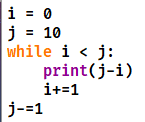 i = 0
j = 10
while i < j:
    print(j-i)
    i+=1
j-=1